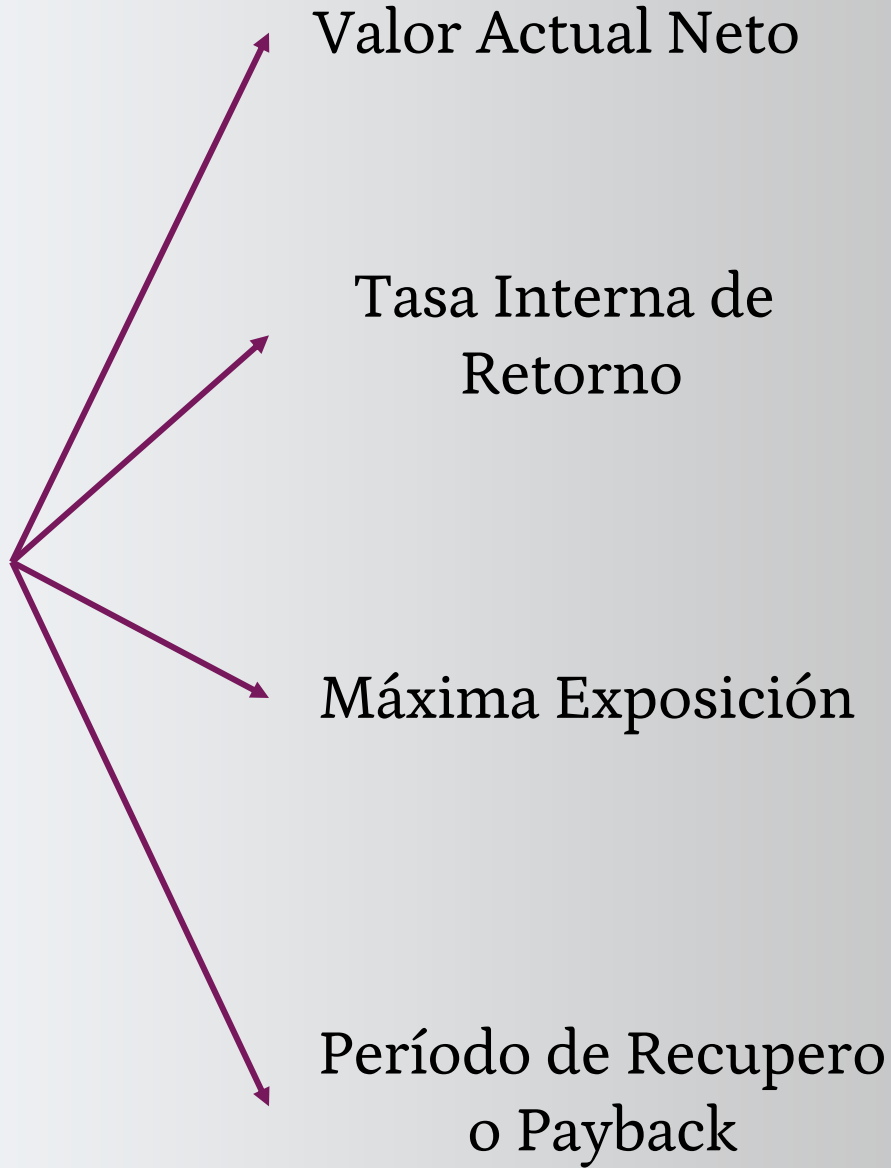 Valor Actual Neto
Tasa Interna de
Retorno
Máxima Exposición
Período de Recupero
o Payback